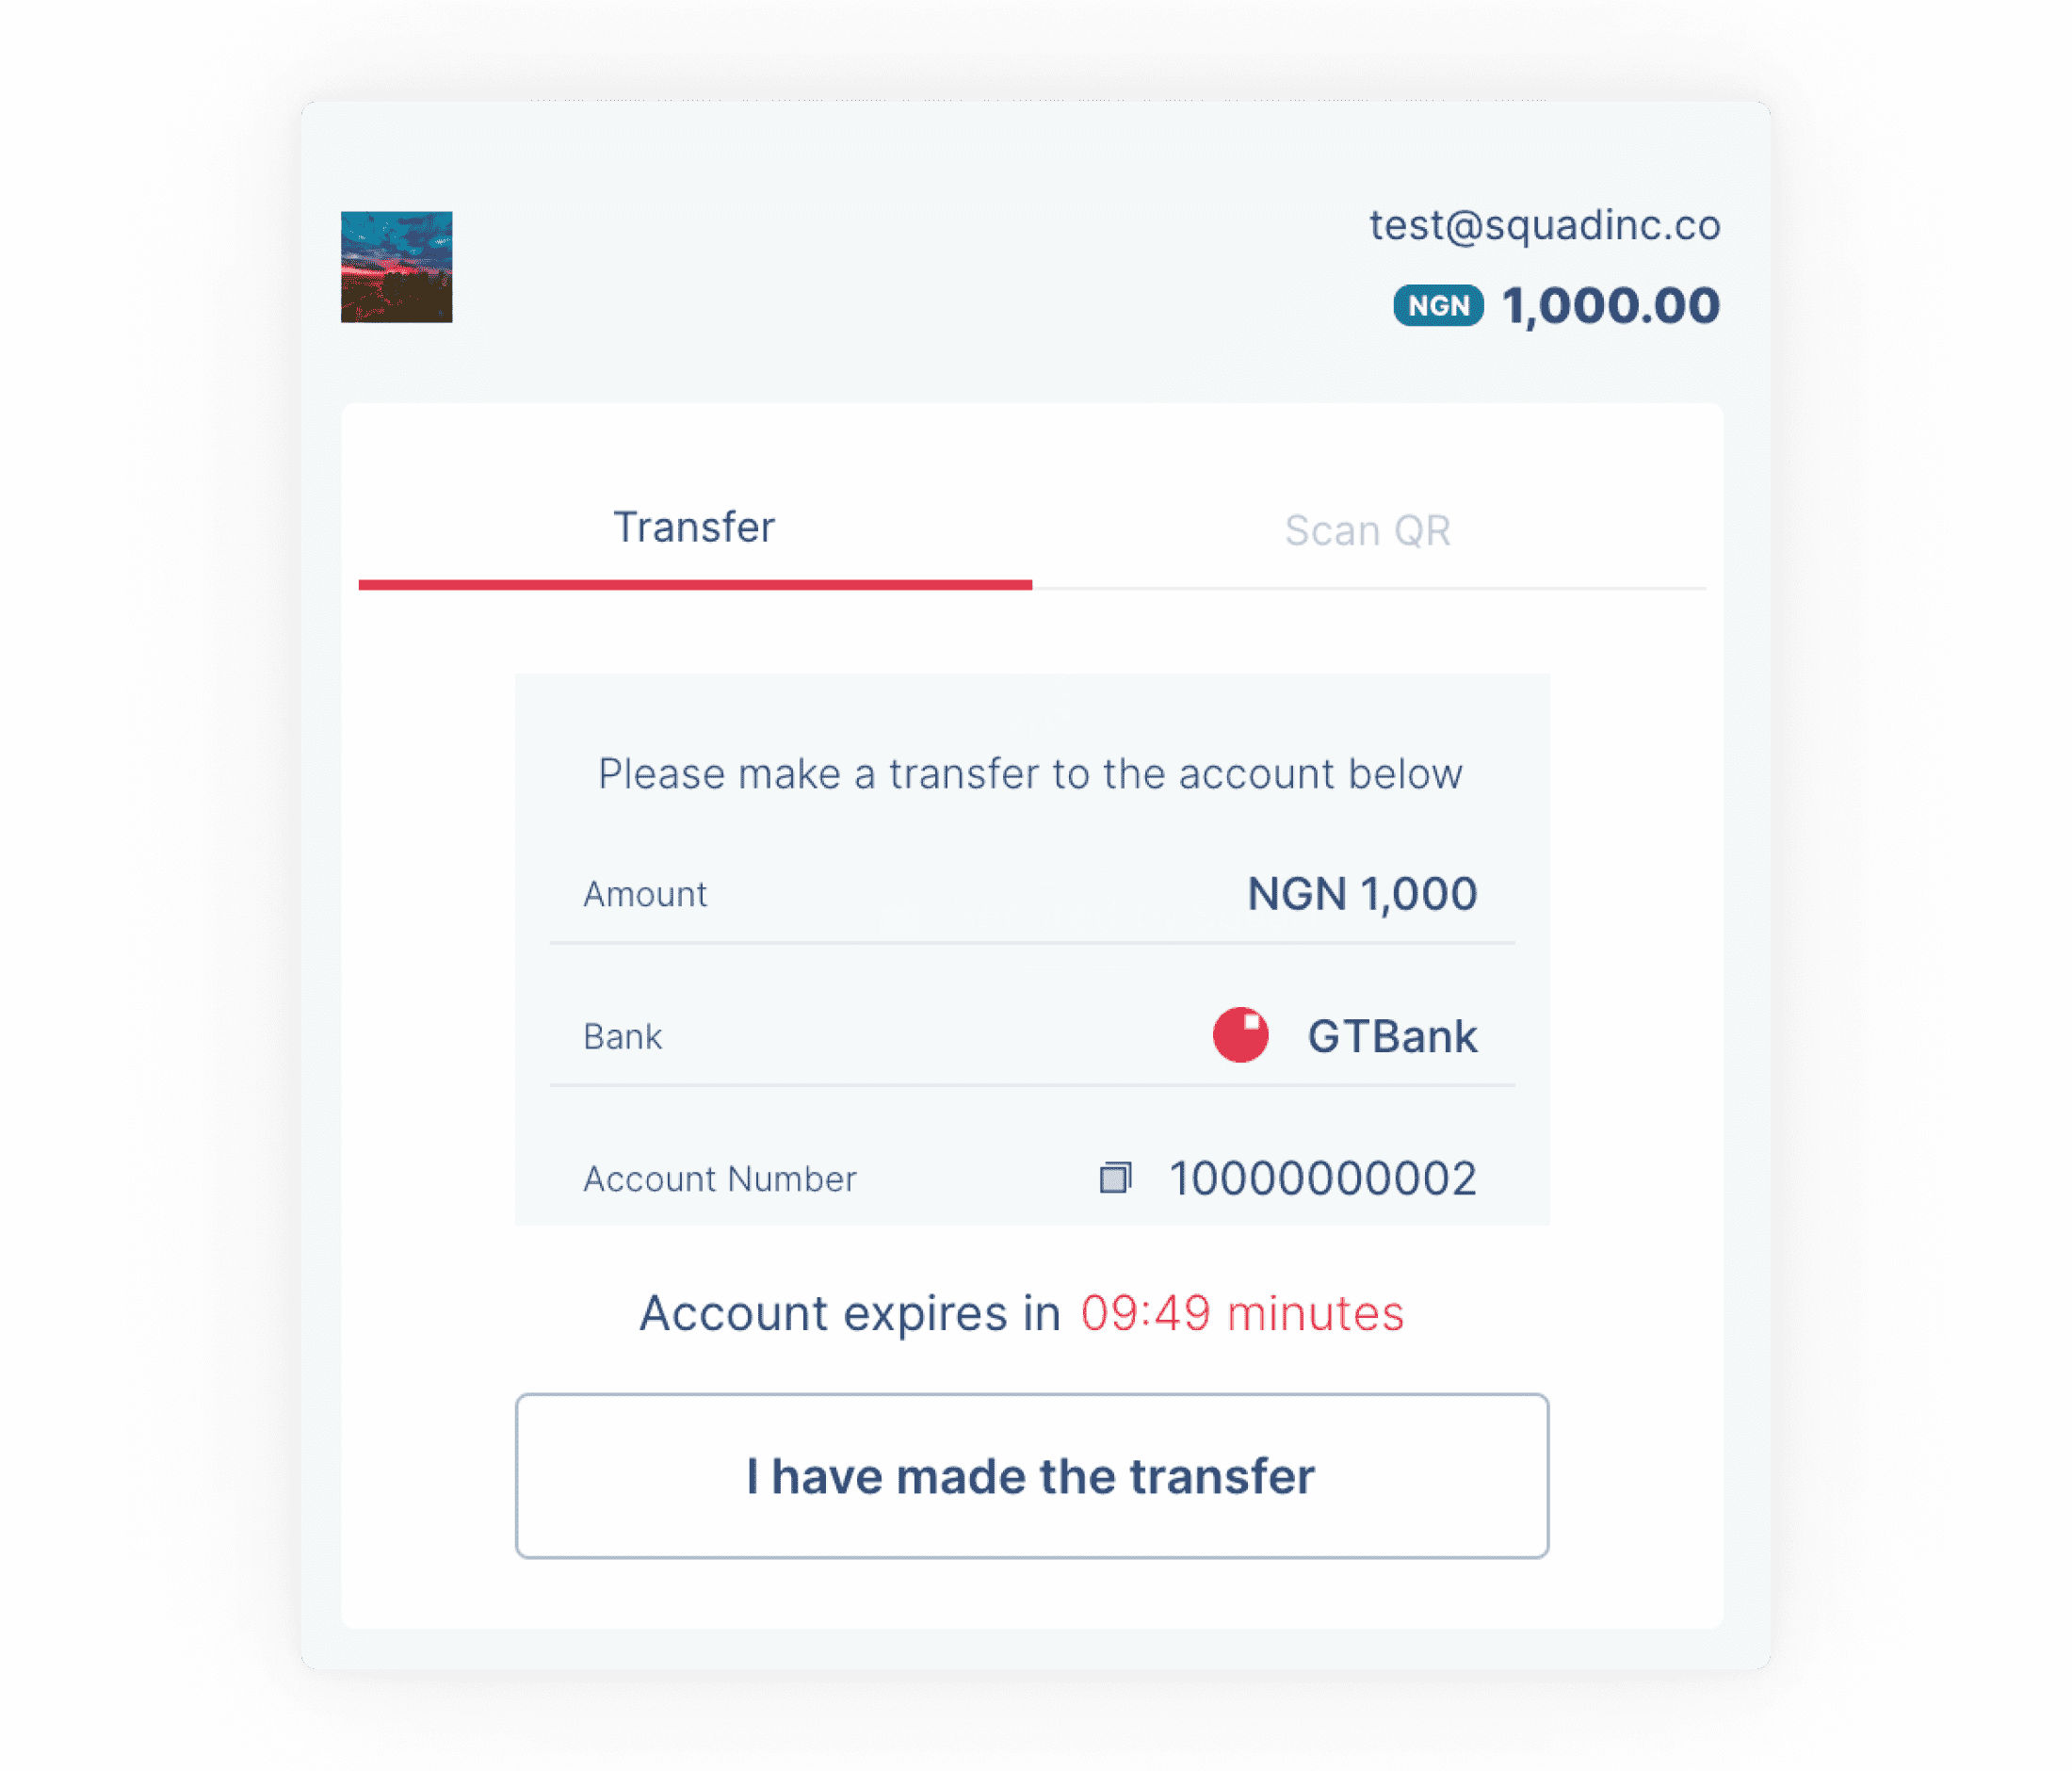 test@squadinc.co
NGN 1,000.00
Transfer
Scan QR
Please make a transfer to the account below
Amount
NGN 1,000
Bank
GTBank
Account Number
10000000002
Account expires in 09:49 minutes
I have made the transfer